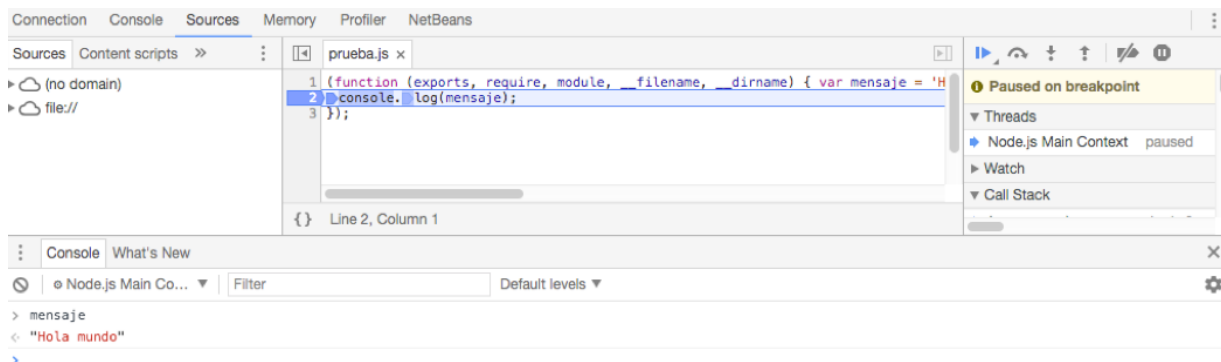 Connection Console Sources Memory Profiler NetBeans
Sources Content scripts » prueba.js ×
(no domain)
file://
1 (function (exports, require, module, __filename, __dirname) { var mensaje = 'H
2 console. log(mensaje);
3 });
{} Line 2, Column 1
Paused on breakpoint
Threads
Node.js Main Context paused
Watch
Call Stack
Console What's New
Node.js Main Co... Filter Default levels
> mensaje
"Hola mundo"
>